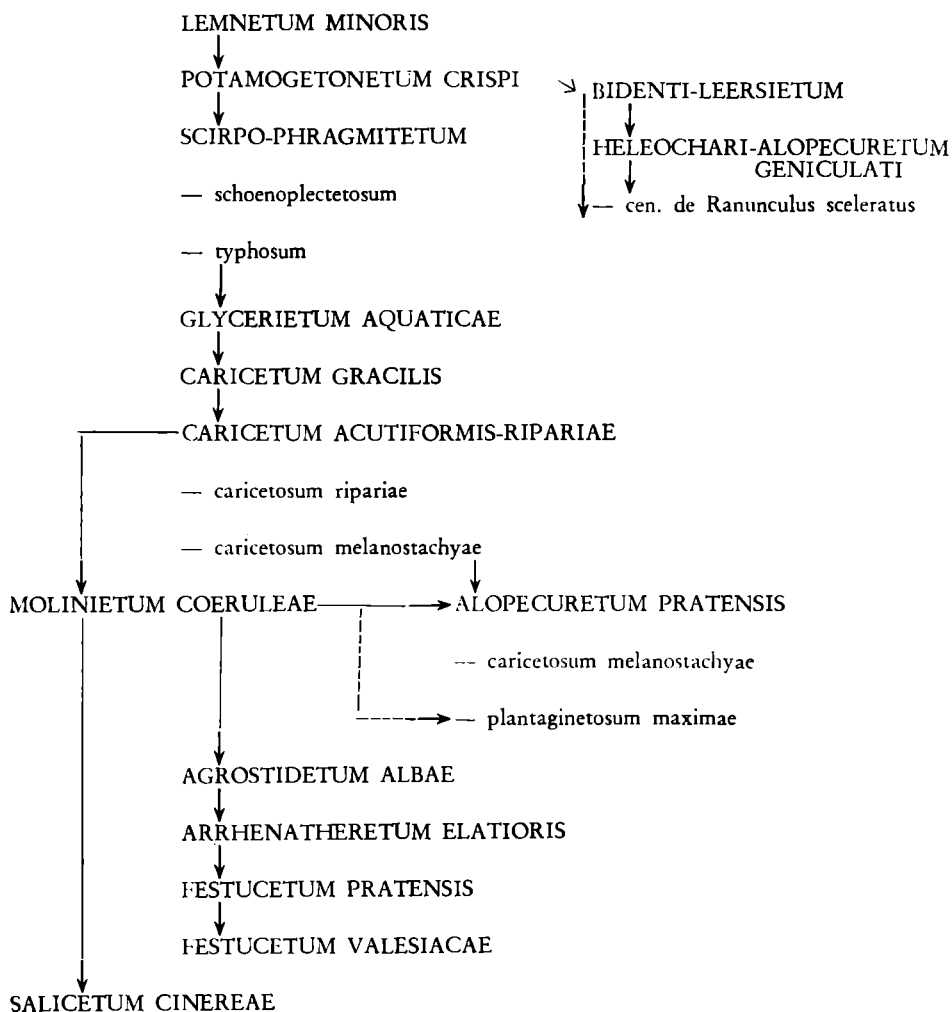 LEMNETUM MINORIS
POTAMOGETONETUM CRISPI
BIDENTI-LEERSIETUM
SCIRPO-PHRAGMITETUM
HELEOCHARI-ALOPECURETUM
GENICULATI
— schoenoplectetosum
— cen. de Ranunculus sceleratus
— typhosum
GLYCERIETUM AQUATICAE
CARICETUM GRACILIS
CARICETUM ACUTIFORMIS-RIPARIAE
— caricetosum ripariae
— caricetosum melanostachyae
MOLINIETUM COERULEAE
ALOPECURETUM PRATENSIS
— caricetosum melanostachyae
— plantaginetosum maximae
AGROSTIDETUM ALBAE
ARRHENATHERETUM ELATIORIS
FESTUCETUM PRATENSIS
FESTUCETUM VALESIACAE
SALICETUM CINEREAE